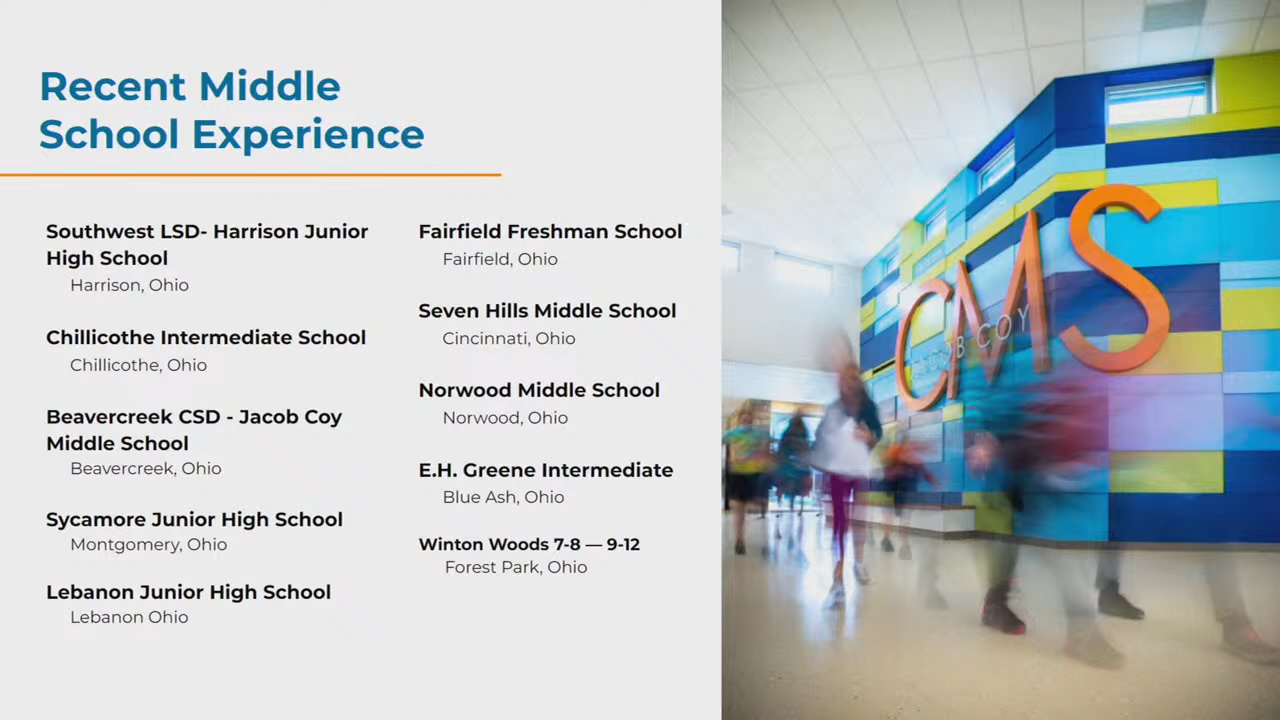 Recent Middle
School Experience
Southwest LSD- Harrison Junior
High School
Harrison, Ohio
Chillicothe Intermediate School
Chillicothe, Ohio
Beavercreek CSD - Jacob Coy
Middle School
Beavercreek, Ohio
Sycamore Junior High School
Montgomery, Ohio
Lebanon Junior High School
Lebanon Ohio
Fairfield Freshman School
Fairfield, Ohio
Seven Hills Middle School
Cincinnati, Ohio
Norwood Middle School
Norwood, Ohio
E.H. Greene Intermediate
Blue Ash, Ohio
Winton Woods 7-8 — 9-12
Forest Park, Ohio
CMS
JACOB COY